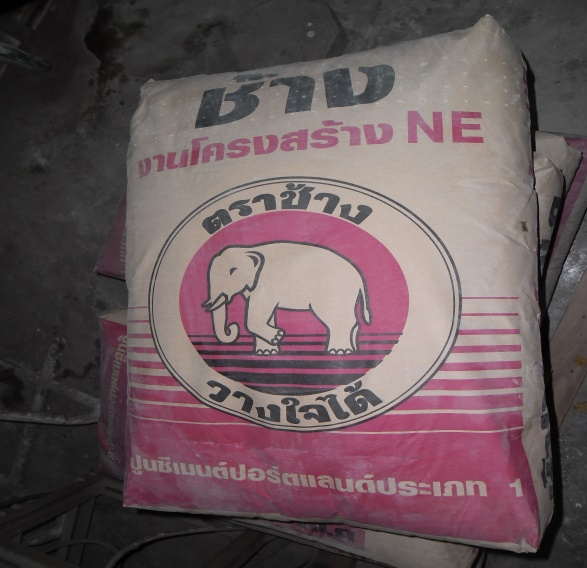 ช้าง
งานโครงสร้าง NE
ตราช้าง
วางใจได้
ปูนซีเมนต์ปอร์ตแลนด์ประเภท 1